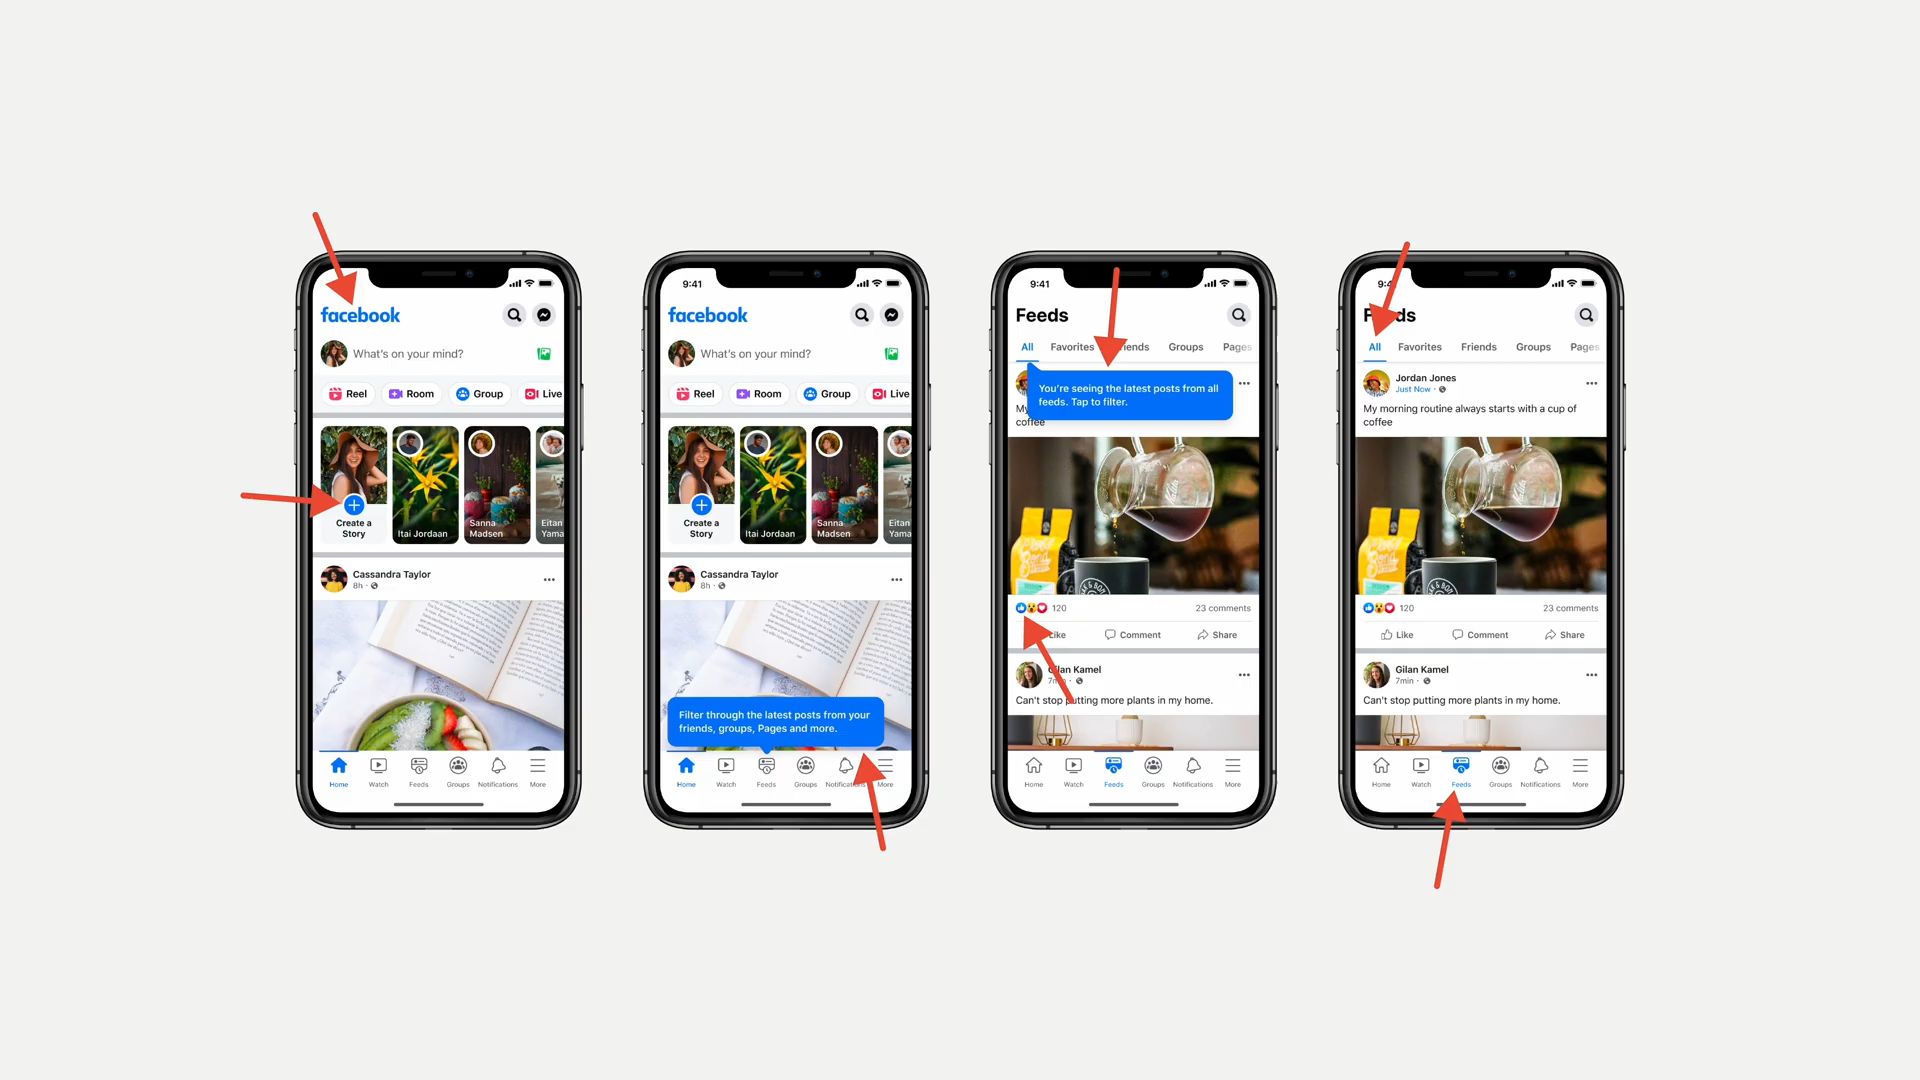 facebook
What's on your mind?
Reel
Room
Group
Live
Create a
Story
Itai Jordaan
Sanna
Madsen
Eitan
Yama
Cassandra Taylor
8h
Home
Watch
Feeds
Groups
Notifications
More
9:41
facebook
What's on your mind?
Reel
Room
Group
Live
Create a
Story
Itai Jordaan
Sanna
Madsen
Eitan
Yama
Cassandra Taylor
8h
Filter through the latest posts from your
friends, groups, Pages and more.
Home
Watch
Feeds
Groups
More
9:41
Feeds
All
Favorites
Groups
Pages
You're seeing the latest posts from all
feeds. Tap to filter.
My
coffee
120
23 comments
Comment
Share
Kamel
Can't stop putting more plants in my home.
Home
Watch
Feeds
Groups
Notifications
More
All
Favorites
Friends
Groups
Pages
Jordan Jones
Just Now
My morning routine always starts with a cup of
coffee
120
23 comments
Like
Comment
Share
Gilan Kamel
7min
Can't stop putting more plants in my home.
Home
Watch
Feeds
Groups
Notifications
More